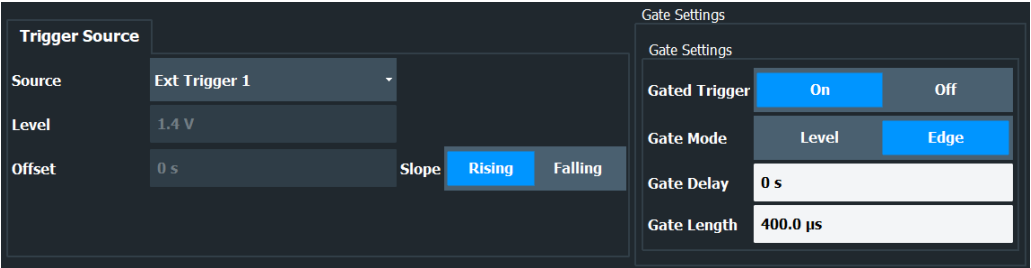 Trigger Source
Source Ext Trigger 1
Level 1.4 V
Offset 0 s Slope Rising Falling
Gate Settings
Gate Settings
Gated Trigger On Off
Gate Mode Level Edge
Gate Delay 0 s
Gate Length 400.0 µs